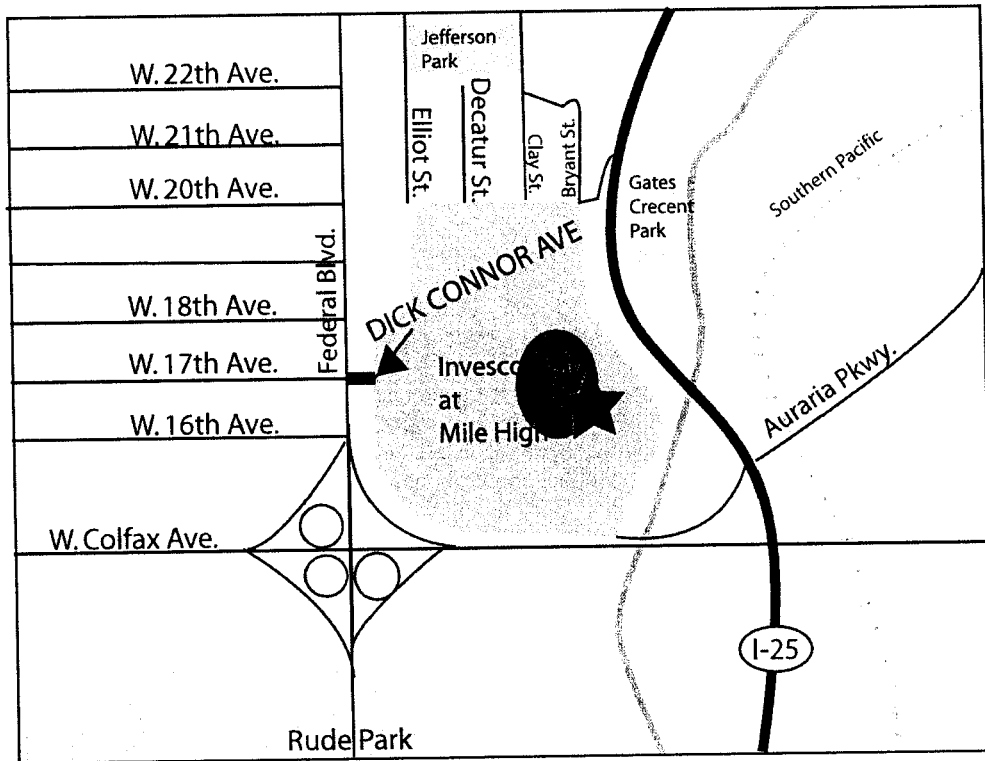 Jefferson
Park
W. 22th Ave.
W. 21th Ave.
W. 20th Ave.
W. 18th Ave.
W. 17th Ave.
W. 16th Ave.
W. Colfax Ave.
Federal Blvd.
Elliot St.
Decatur St.
Clay St.
Bryant St.
DICK CONNOR AVE
Invesco
at
Mile High
Gates
Crecent
Park
Southern Pacific
Auraria Pkwy.
I-25
Rude Park